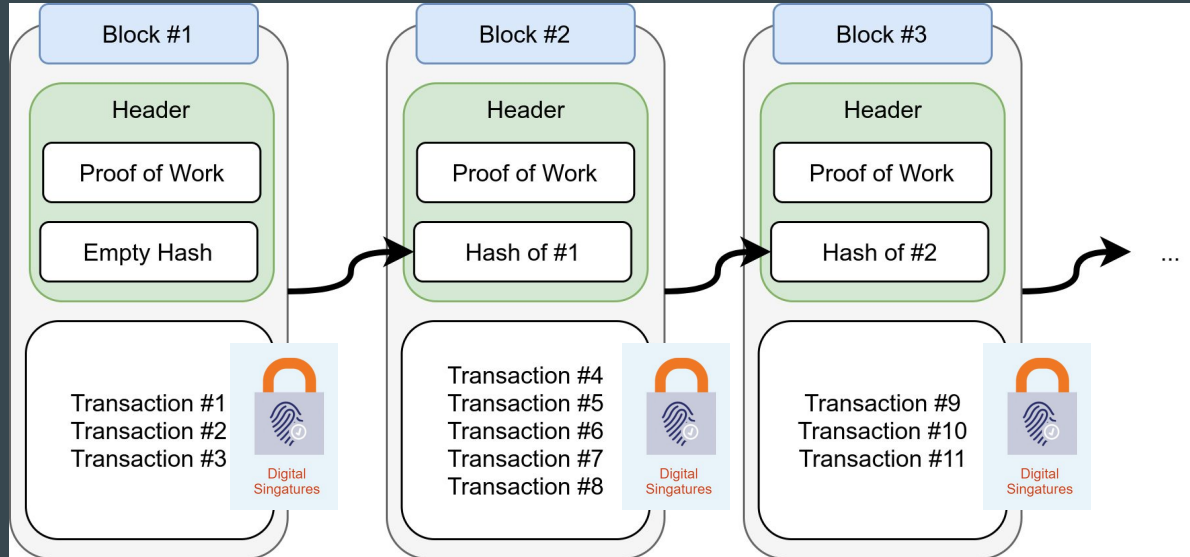 Block #1
Header
Proof of Work
Empty Hash
Transaction #1
Transaction #2
Transaction #3
Digital
Singatures
Block #2
Header
Proof of Work
Hash of #1
Transaction #4
Transaction #5
Transaction #6
Transaction #7
Transaction #8
Digital
Singatures
Block #3
Header
Proof of Work
Hash of #2
Transaction #9
Transaction #10
Transaction #11
Digital
Singatures
...